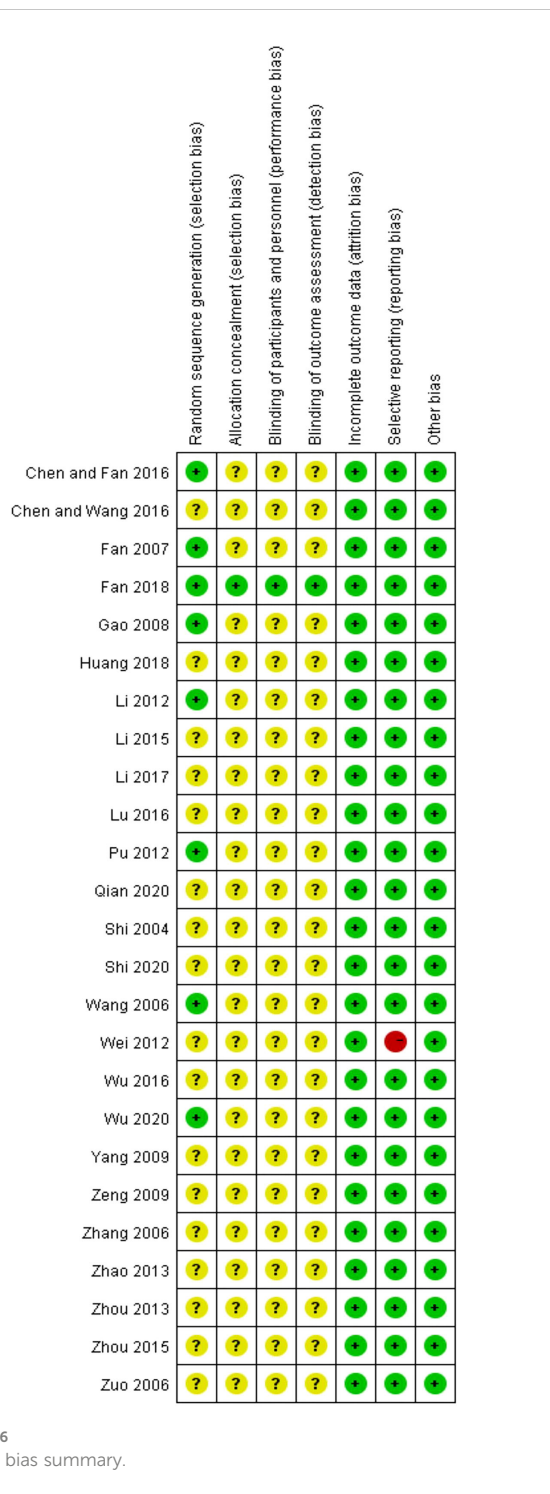 Random sequence generation (selection bias)
Allocation concealment (selection bias)
Blinding of participants and personnel (performance bias)
Blinding of outcome assessment (detection bias)
Incomplete outcome data (attrition bias)
Selective reporting (reporting bias)
Other bias
Chen and Fan 2016 + ? ? ? + + +
Chen and Wang 2016 ? ? ? ? + + +
Fan 2007 + ? ? ? + + +
Fan 2018 + + + + + + +
Gao 2008 + ? ? ? + + +
Huang 2018 ? ? ? ? + + +
Li 2012 + ? ? ? + + +
Li 2015 ? ? ? ? + + +
Li 2017 ? ? ? ? + + +
Lu 2016 ? ? ? ? + + +
Pu 2012 + ? ? ? + + +
Qian 2020 ? ? ? ? + + +
Shi 2004 ? ? ? ? + + +
Shi 2020 ? ? ? ? + + +
Wang 2006 + ? ? ? + + +
Wei 2012 ? ? ? ? + - +
Wu 2016 ? ? ? ? + + +
Wu 2020 + ? ? ? + + +
Yang 2009 ? ? ? ? + + +
Zeng 2009 ? ? ? ? + + +
Zhang 2006 ? ? ? ? + + +
Zhao 2013 ? ? ? ? + + +
Zhou 2013 ? ? ? ? + + +
Zhou 2015 ? ? ? ? + + +
Zuo 2006 ? ? ? ? + + +
6
bias summary.